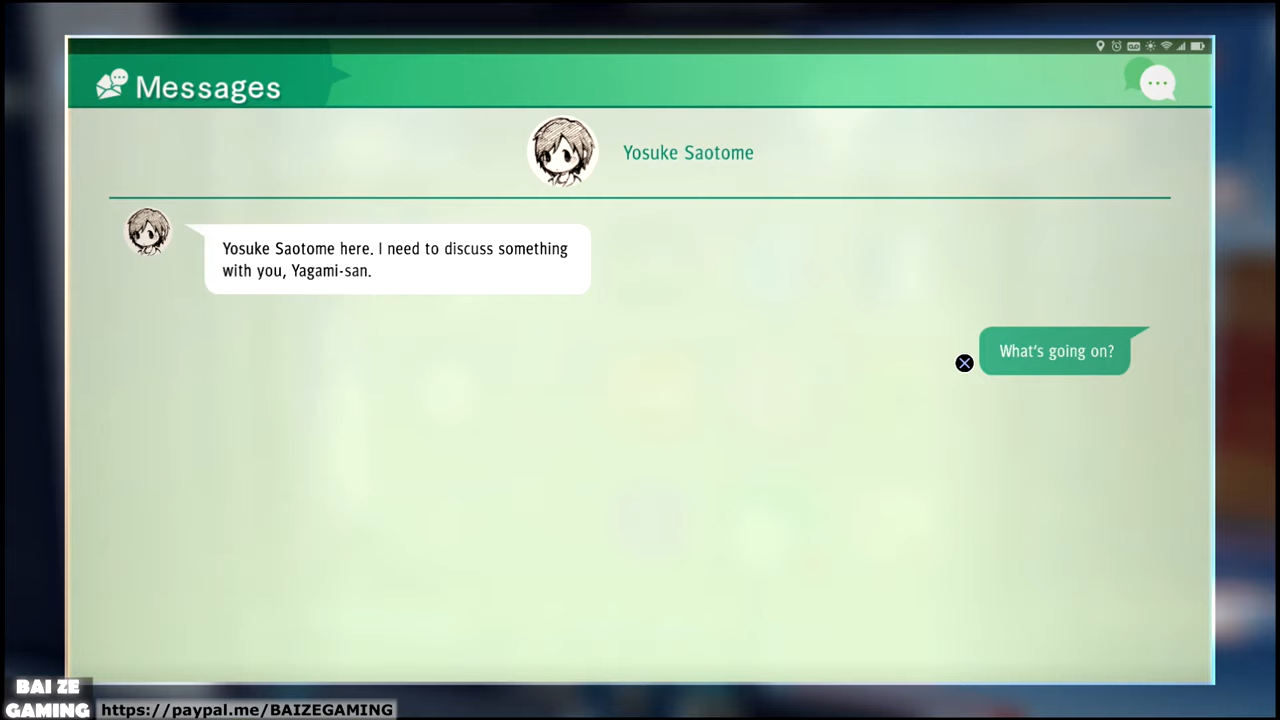 Messages
Yosuke Saotome
Yosuke Saotome here. I need to discuss something
with you, Yagami-san.
What's going on?
BAI ZE
GAMING
https://paypal.me/BAIZEGAMING